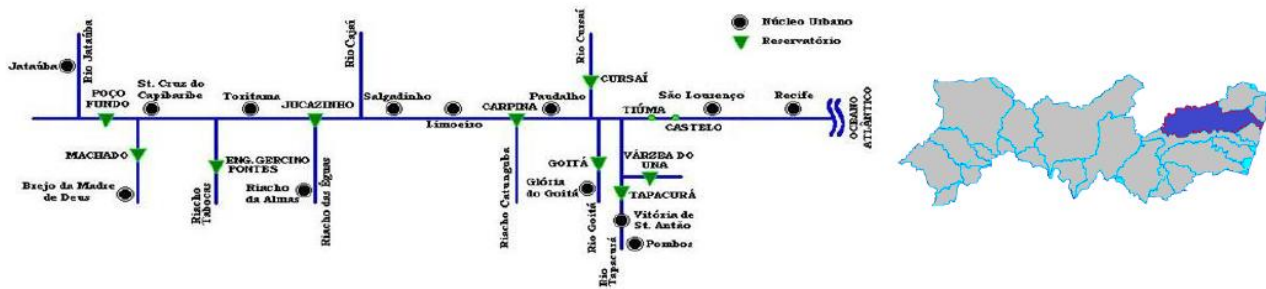 Núcleo Urbano
Reservatório
Jataúba
Rio Jataúba
Rio Cajaí
Rio Cursaí
CURSAÍ
POÇO
FUNDO
St. Cruz do
Capibaribe
Toritama
JUCAZINHO
Salgadinho
Limoeiro
CARPINA
Paudalho
TIÚMA
São Lourenço
CASTELO
Recife
OCEANO
ATLÂNTICO
MACHADO
Brejo da Madre
de Deus
ENG. GERCINO
PONTES
Riacho
Tabocas
Riacho
da Almas
Riacho das Éguas
Riacho Catunguba
GOITÁ
Glória
do Goitá
Rio Goitá
VÁRZEA DO
UNA
TAPACURÁ
Vitória de
St. Antão
Pombos
Rio
Tapacurá